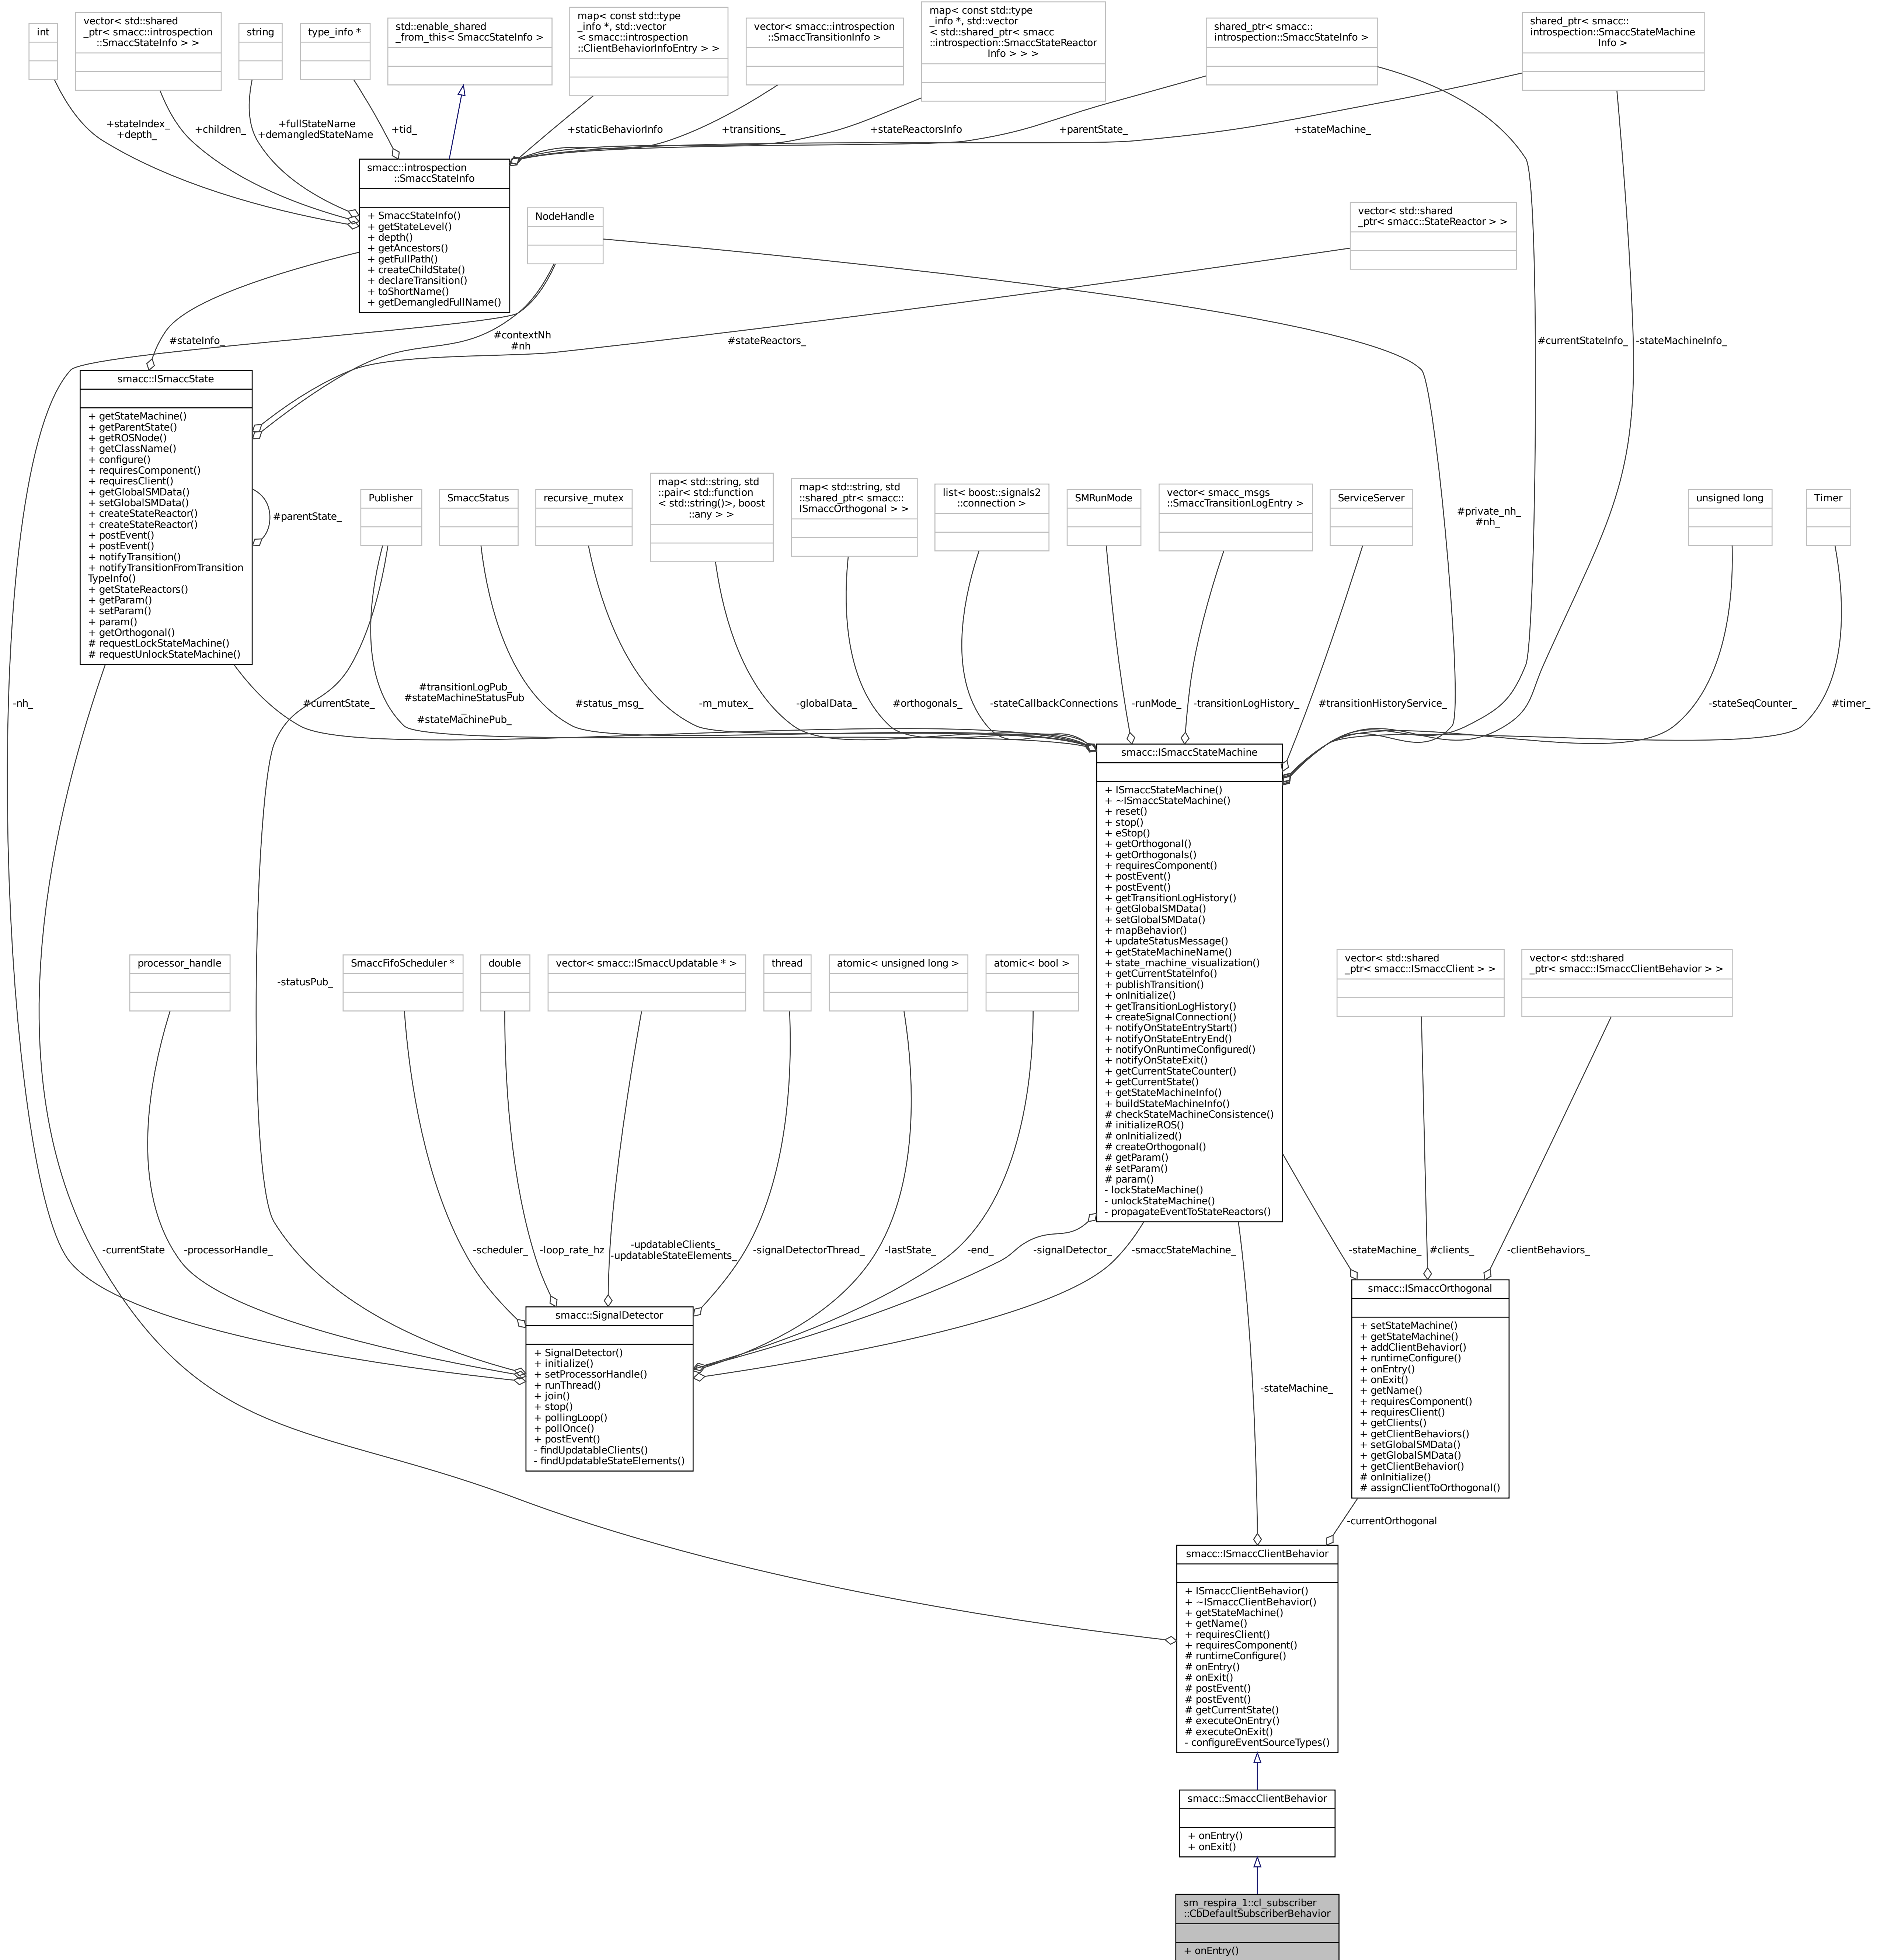 int
vector< std::shared
_ptr< smacc::introspection
::SmaccStateInfo > >
string
type_info *
std::enable_shared
_from_this< SmaccStateInfo >
map< const std::type
_info *, std::vector
< smacc::introspection
::ClientBehaviorInfoEntry > >
vector< smacc::introspection
::SmaccTransitionInfo >
map< const std::type
_info *, std::vector
< std::shared_ptr< smacc
::introspection::SmaccStateReactor
Info > > >
shared_ptr< smacc::
introspection::SmaccStateInfo >
shared_ptr< smacc::
introspection::SmaccStateMachine
Info >
+stateIndex_
+depth_
+children_
+fullStateName
+demangledStateName
+tid_
+staticBehaviorInfo
+transitions_
+stateReactorsInfo
+parentState_
+stateMachine_
smacc::introspection
::SmaccStateInfo
+ SmaccStateInfo()
+ getStateLevel()
+ depth()
+ getAncestors()
+ getFullPath()
+ createChildState()
+ declareTransition()
+ toShortName()
+ getDemangledFullName()
NodeHandle
vector< std::shared
_ptr< smacc::StateReactor > >
#stateInfo_
#contextNh
#nh
#stateReactors_
#currentStateInfo_
-stateMachineInfo_
smacc::ISmaccState
+ getStateMachine()
+ getParentState()
+ getROSNode()
+ getClassName()
+ configure()
+ requiresComponent()
+ requiresClient()
+ getGlobalSMData()
+ setGlobalSMData()
+ createStateReactor()
+ createStateReactor()
+ postEvent()
+ postEvent()
+ notifyTransition()
+ notifyTransitionFromTransition
TypeInfo()
+ getStateReactors()
+ getParam()
+ setParam()
+ param()
+ getOrthogonal()
# requestLockStateMachine()
# requestUnlockStateMachine()
#parentState_
Publisher
SmaccStatus
recursive_mutex
map< std::string, std
::pair< std::function
< std::string()>, boost
::any > >
map< std::string, std
::shared_ptr< smacc::
ISmaccOrthogonal > >
list< boost::signals2
::connection >
SMRunMode
vector< smacc_msgs
::SmaccTransitionLogEntry >
ServiceServer
#private_nh_
#nh_
unsigned long
Timer
-nh_
#currentState_
#transitionLogPub_
#stateMachineStatusPub
_
#stateMachinePub_
#status_msg_
-m_mutex_
-globalData_
#orthogonals_
-stateCallbackConnections
-runMode_
-transitionLogHistory_
#transitionHistoryService_
-stateSeqCounter_
#timer_
smacc::ISmaccStateMachine
+ ISmaccStateMachine()
+ ~ISmaccStateMachine()
+ reset()
+ stop()
+ eStop()
+ getOrthogonal()
+ getOrthogonals()
+ requiresComponent()
+ postEvent()
+ postEvent()
+ getTransitionLogHistory()
+ getGlobalSMData()
+ setGlobalSMData()
+ mapBehavior()
+ updateStatusMessage()
+ getStateMachineName()
+ state_machine_visualization()
+ getCurrentStateInfo()
+ publishTransition()
+ onInitialize()
+ getTransitionLogHistory()
+ createSignalConnection()
+ notifyOnStateEntryStart()
+ notifyOnStateEntryEnd()
+ notifyOnRuntimeConfigured()
+ notifyOnStateExit()
+ getCurrentStateCounter()
+ getCurrentState()
+ getStateMachineInfo()
+ buildStateMachineInfo()
# checkStateMachineConsistence()
# initializeROS()
# onInitialized()
# createOrthogonal()
# getParam()
# setParam()
# param()
- lockStateMachine()
- unlockStateMachine()
- propagateEventToStateReactors()
processor_handle
-statusPub_
SmaccFifoScheduler *
double
vector< smacc::ISmaccUpdatable * >
thread
atomic< unsigned long >
atomic< bool >
vector< std::shared
_ptr< smacc::ISmaccClient > >
vector< std::shared
_ptr< smacc::ISmaccClientBehavior > >
-currentState
-processorHandle_
-scheduler_
-loop_rate_hz
-updatableClients_
-updatableStateElements_
-signalDetectorThread_
-lastState_
-end_
-signalDetector_
-smaccStateMachine_
-stateMachine_
#clients_
-clientBehaviors_
smacc::SignalDetector
+ SignalDetector()
+ initialize()
+ setProcessorHandle()
+ runThread()
+ join()
+ stop()
+ pollingLoop()
+ pollOnce()
+ postEvent()
- findUpdatableClients()
- findUpdatableStateElements()
-stateMachine_
smacc::ISmaccOrthogonal
+ setStateMachine()
+ getStateMachine()
+ addClientBehavior()
+ runtimeConfigure()
+ onEntry()
+ onExit()
+ getName()
+ requiresComponent()
+ requiresClient()
+ getClients()
+ getClientBehaviors()
+ setGlobalSMData()
+ getGlobalSMData()
+ getClientBehavior()
# onInitialize()
# assignClientToOrthogonal()
-currentOrthogonal
smacc::ISmaccClientBehavior
+ ISmaccClientBehavior()
+ ~ISmaccClientBehavior()
+ getStateMachine()
+ getName()
+ requiresClient()
+ requiresComponent()
# runtimeConfigure()
# onEntry()
# onExit()
# postEvent()
# postEvent()
# getCurrentState()
# executeOnEntry()
# executeOnExit()
- configureEventSourceTypes()
smacc::SmaccClientBehavior
+ onEntry()
+ onExit()
sm_respira_1::cl_subscriber
::CbDefaultSubscriberBehavior
+ onEntry()